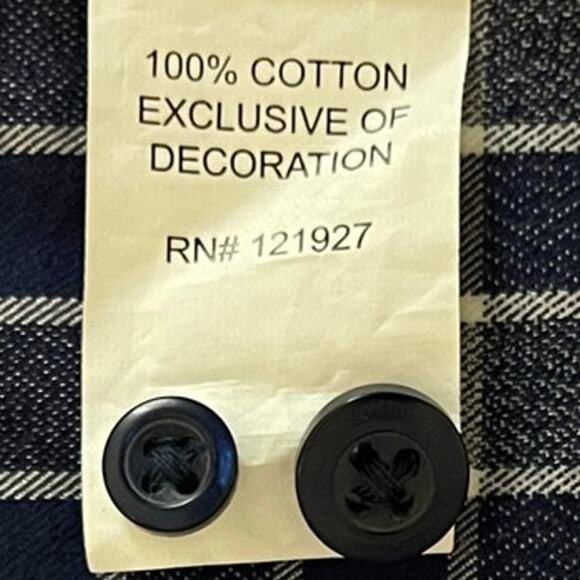 100% COTTON
EXCLUSIVE OF
DECORATION
RN# 121927